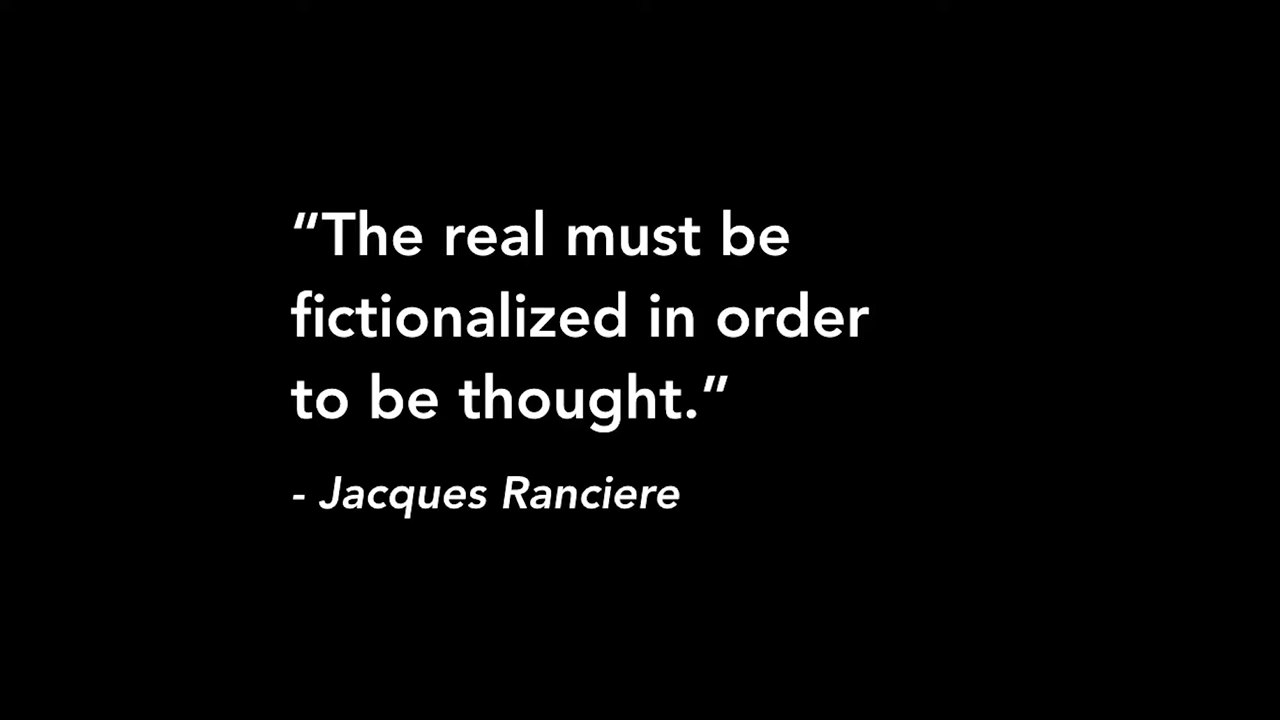 “The real must be
fictionalized in order
to be thought.”
- Jacques Ranciere